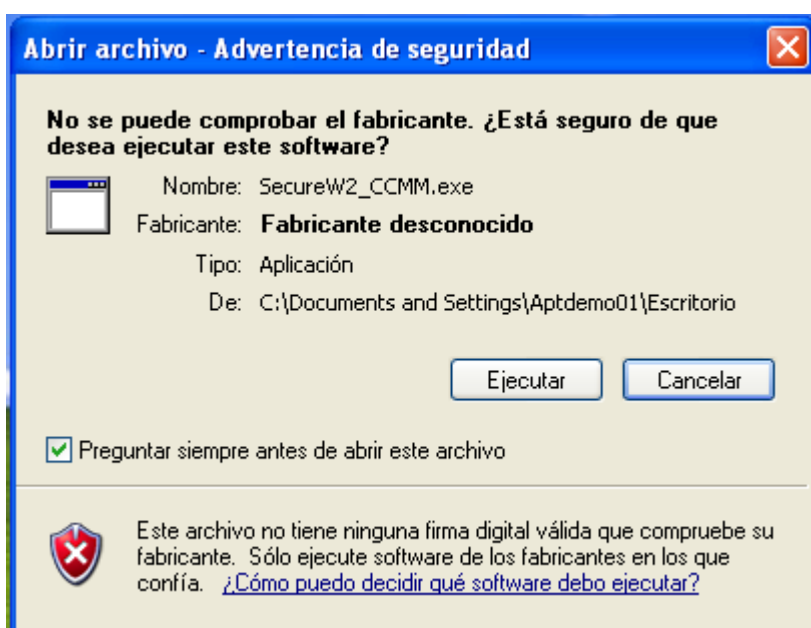 Abrir archivo - Advertencia de seguridad
No se puede comprobar el fabricante. ¿Está seguro de que
desea ejecutar este software?
Nombre: SecureW2_CCMM.exe
Fabricante: Fabricante desconocido
Tipo: Aplicación
De: C:\Documents and Settings\Aptdemo01\Escritorio
Ejecutar Cancelar
Preguntar siempre antes de abrir este archivo
Este archivo no tiene ninguna firma digital válida que compruebe su
fabricante. Sólo ejecute software de los fabricantes en los que
confía. ¿Cómo puedo decidir qué software debo ejecutar?